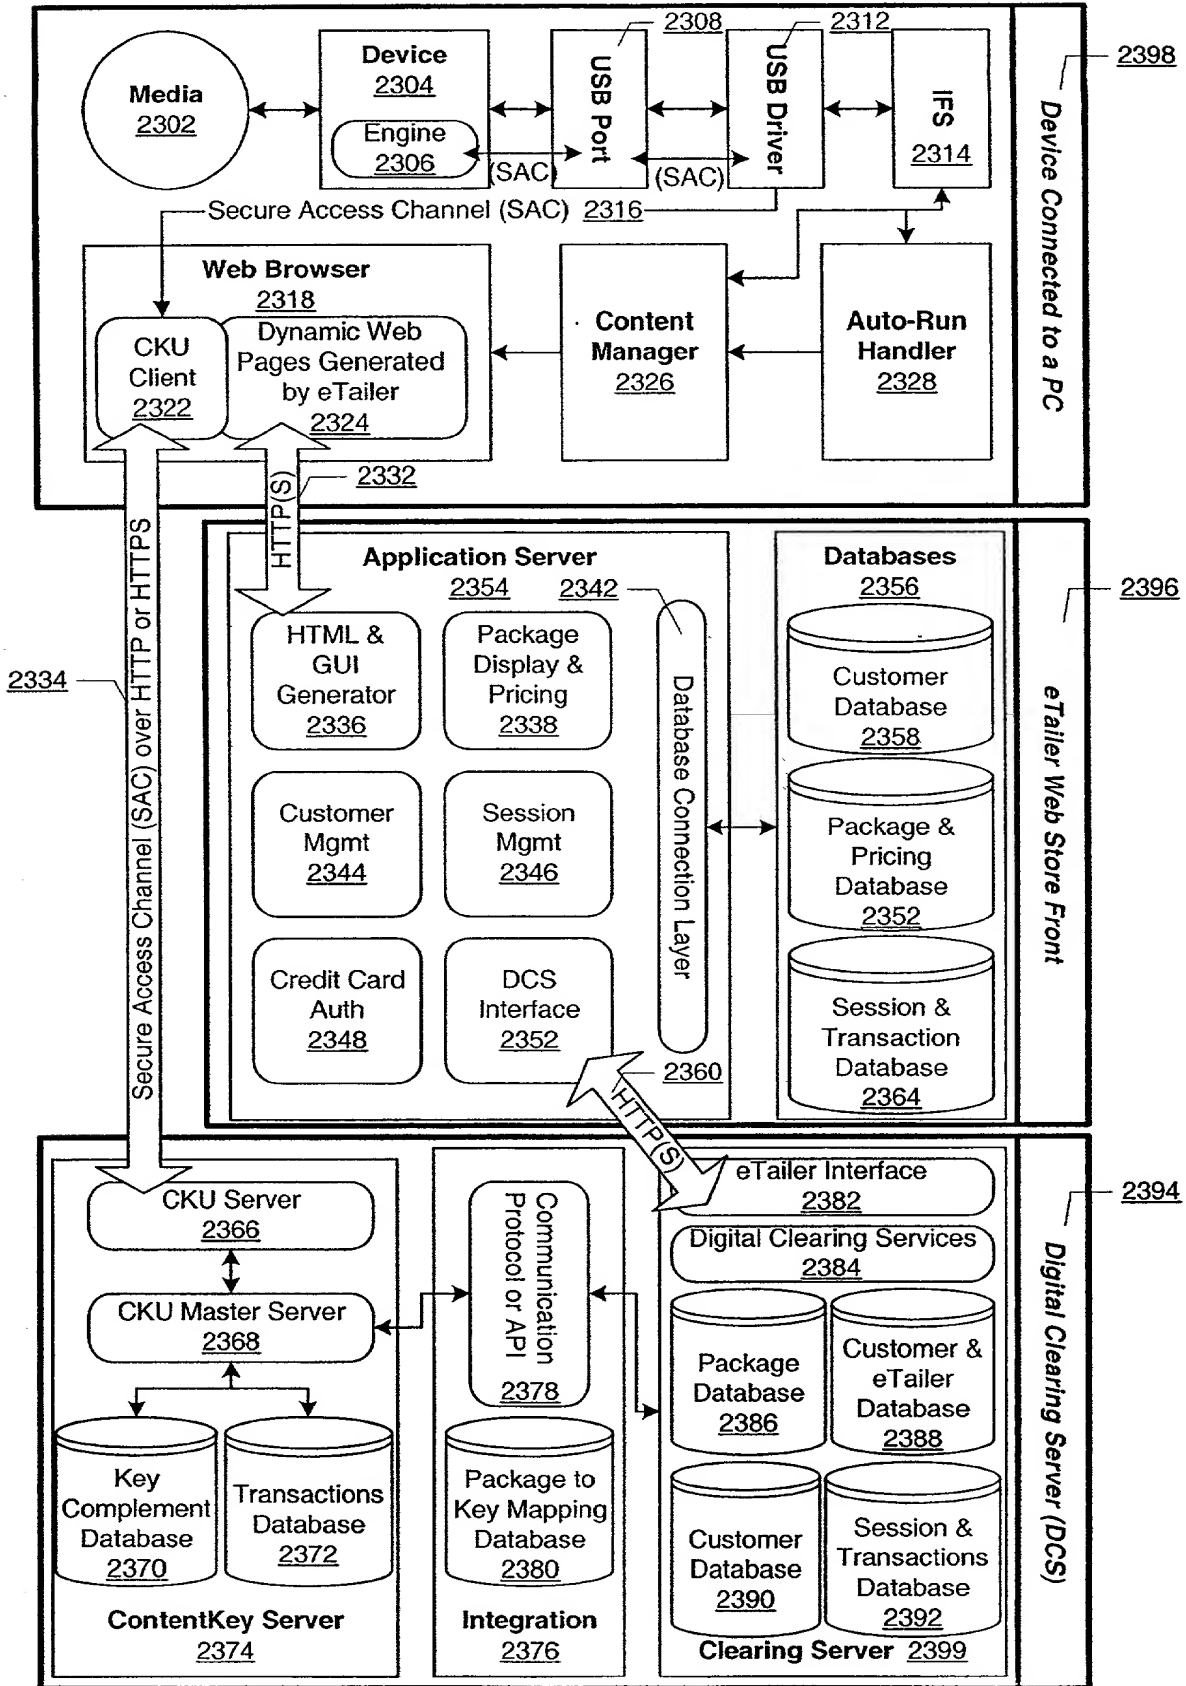 Media
2302
Device
2304
Engine
2306
(SAC)
USB Port
2308
(SAC)
USB Driver
2312
IFS
2314
2398
Device Connected to a PC
Secure Access Channel (SAC) 2316
Web Browser
2318
CKU
Client
2322
Dynamic Web
Pages Generated
by eTailer
2324
Content
Manager
2326
Auto-Run
Handler
2328
HTTP(S)
2332
2334
Secure Access Channel (SAC) over HTTP or HTTPS
Application Server
2354
2342
HTML &
GUI
Generator
2336
Package
Display &
Pricing
2338
Customer
Mgmt
2344
Session
Mgmt
2346
Credit Card
Auth
2348
DCS
Interface
2352
Database Connection Layer
Databases
2356
Customer
Database
2358
Package &
Pricing
Database
2352
Session &
Transaction
Database
2364
2396
eTailer Web Store Front
2360
HTTP(S)
CKU Server
2366
CKU Master Server
2368
Key
Complement
Database
2370
Transactions
Database
2372
ContentKey Server
2374
Communication
Protocol or API
2378
Package to
Key Mapping
Database
2380
Integration
2376
eTailer Interface
2382
Digital Clearing Services
2384
Package
Database
2386
Customer &
eTailer
Database
2388
Customer
Database
2390
Session &
Transactions
Database
2392
Clearing Server 2399
2394
Digital Clearing Server (DCS)